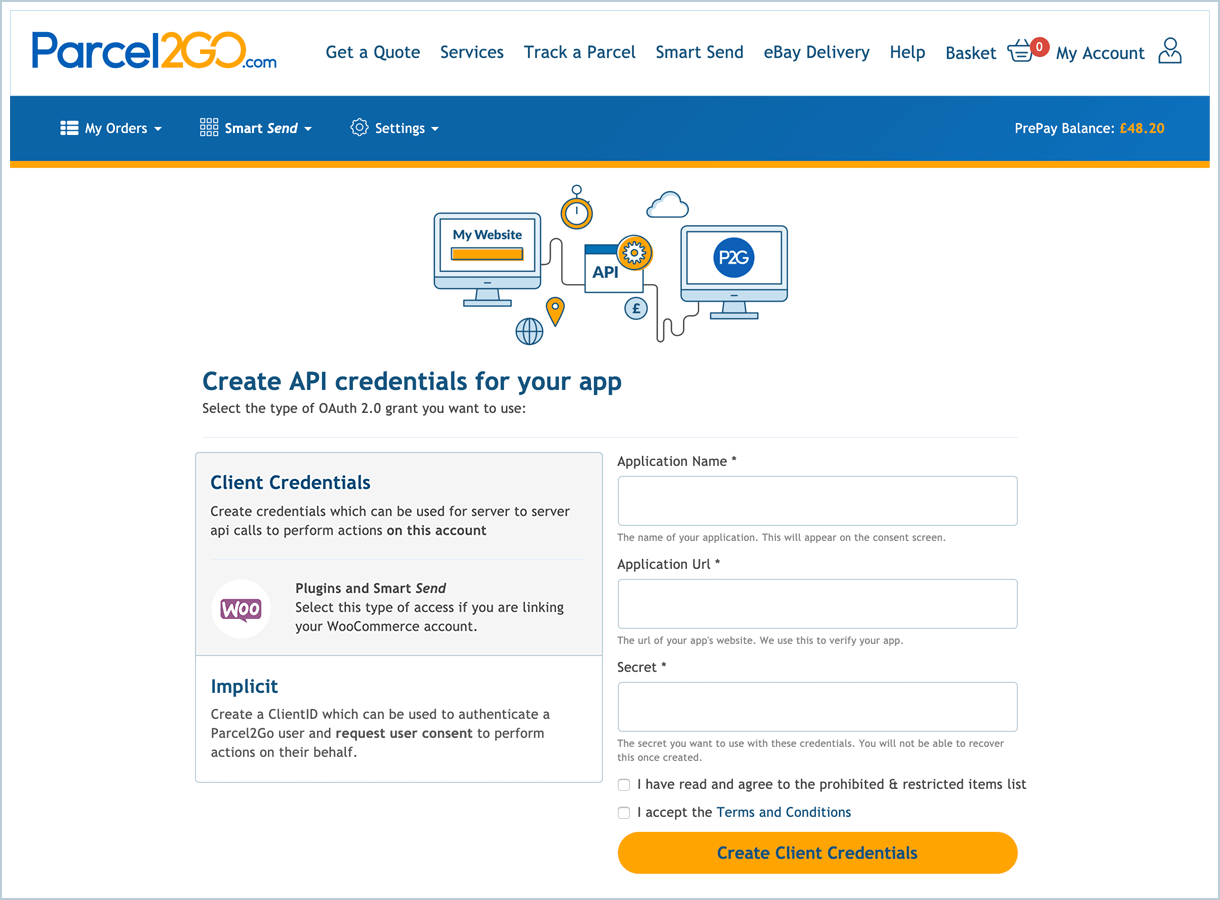 Parcel2GO.com
Get a Quote Services Track a Parcel Smart Send eBay Delivery Help Basket 0 My Account
My Orders Smart Send Settings PrePay Balance: £48.20
My Website
API
P2G
£
Create API credentials for your app
Select the type of OAuth 2.0 grant you want to use:
Client Credentials
Create credentials which can be used for server to server
api calls to perform actions on this account
Woo
Plugins and Smart Send
Select this type of access if you are linking
your WooCommerce account.
Implicit
Create a ClientID which can be used to authenticate a
Parcel2Go user and request user consent to perform
actions on their behalf.
Application Name *
The name of your application. This will appear on the consent screen.
Application Url *
The url of your app's website. We use this to verify your app.
Secret *
The secret you want to use with these credentials. You will not be able to recover
this once created.
I have read and agree to the prohibited & restricted items list
I accept the Terms and Conditions
Create Client Credentials